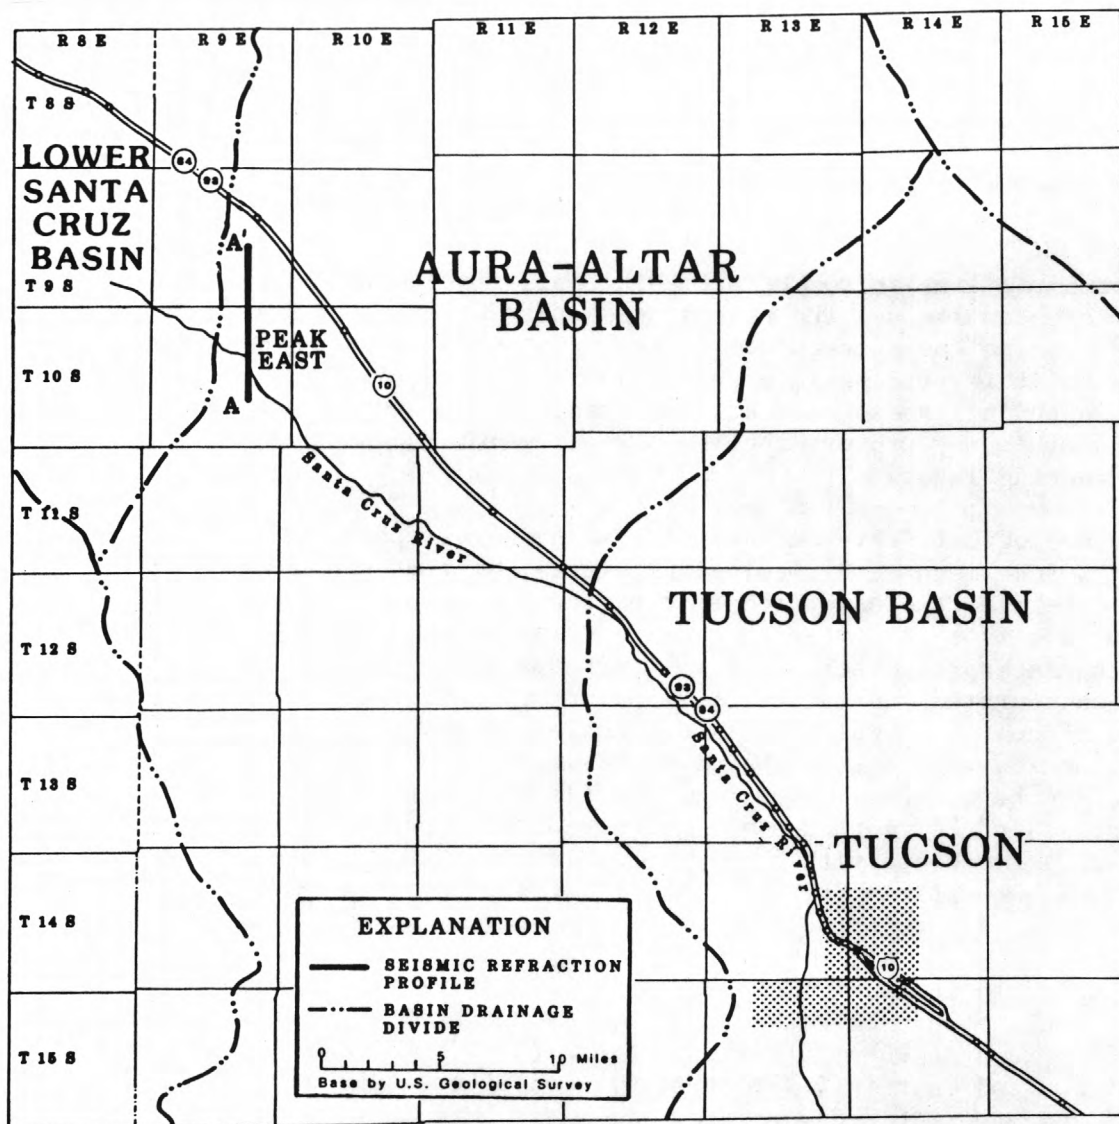 R 8 E
R 9 E
R 10 E
R 11 E
R 12 E
R 13 E
R 14 E
R 15 E
T 8 S
84
93
LOWER
SANTA
CRUZ
BASIN
A'
AURA-ALTAR
BASIN
T 9 S
PEAK
EAST
T 10 S
A
10
Santa Cruz River
T 11 S
TUCSON BASIN
T 12 S
93
84
Santa Cruz River
T 13 S
TUCSON
T 14 S
10
EXPLANATION
SEISMIC REFRACTION
PROFILE
BASIN DRAINAGE
DIVIDE
0 5 10 Miles
Base by U.S. Geological Survey
T 15 S